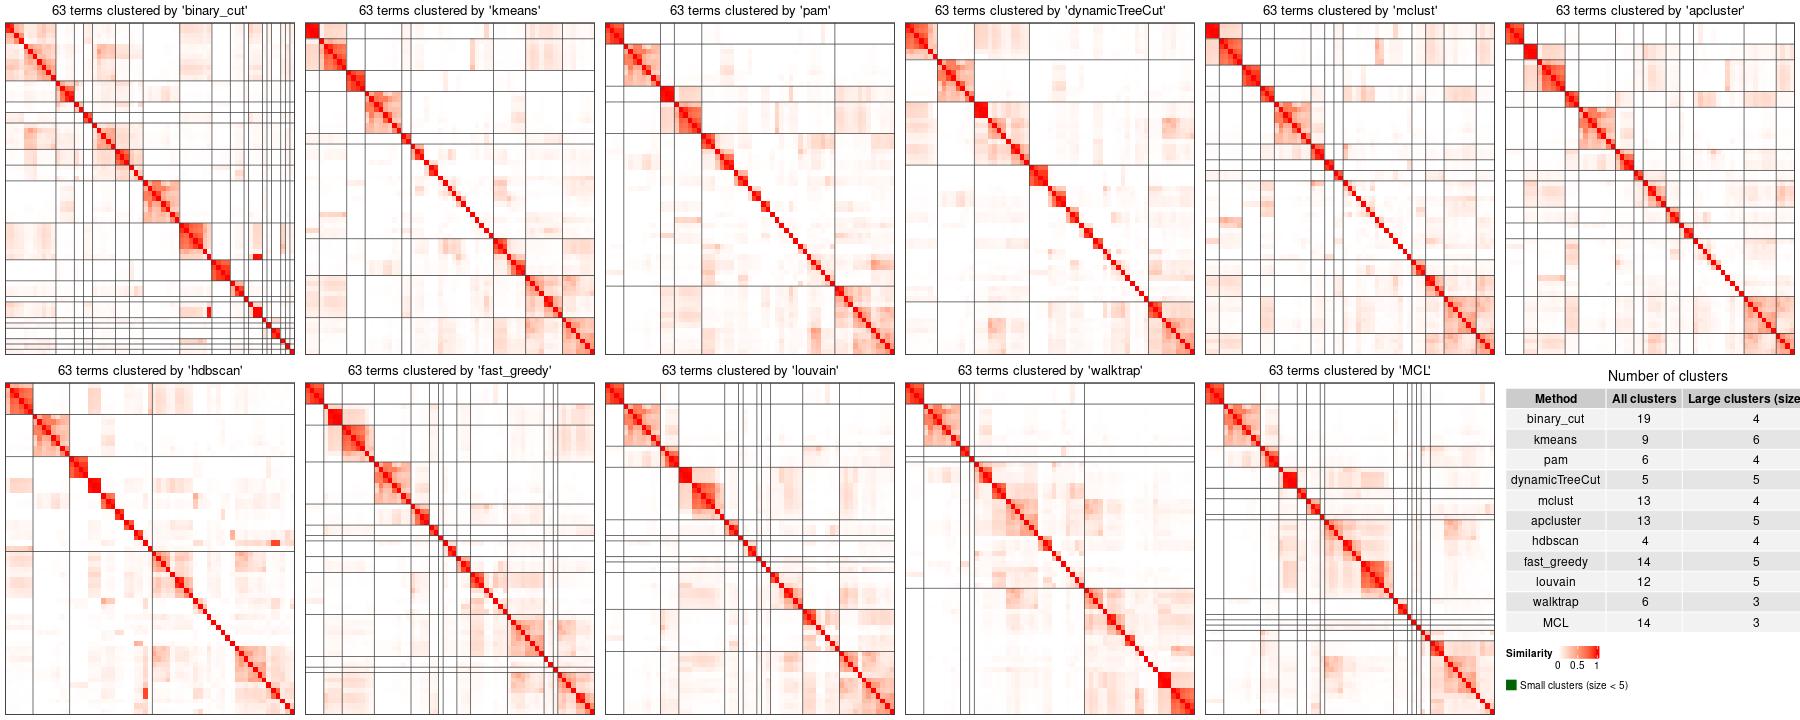 63 terms clustered by 'binary_cut'
63 terms clustered by 'kmeans'
63 terms clustered by 'pam'
63 terms clustered by 'dynamicTreeCut'
63 terms clustered by 'mclust'
63 terms clustered by 'apcluster'
63 terms clustered by 'hdbscan'
63 terms clustered by 'fast_greedy'
63 terms clustered by 'louvain'
63 terms clustered by 'walktrap'
63 terms clustered by 'MCL'
Number of clusters
Method All clusters Large clusters (size
binary_cut 19 4
kmeans 9 6
pam 6 4
dynamicTreeCut 5 5
mclust 13 4
apcluster 13 5
hdbscan 4 4
fast_greedy 14 5
louvain 12 5
walktrap 6 3
MCL 14 3
Similarity
0 0.5 1
Small clusters (size < 5)